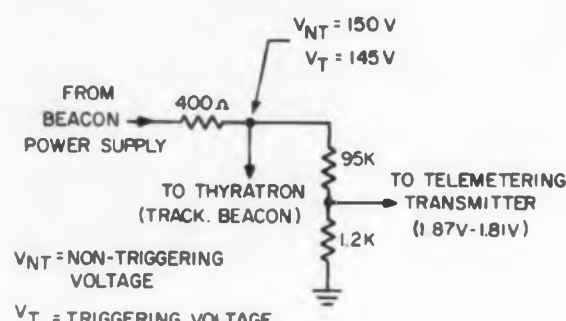 V_NT = 150 V
V_T = 145 V
FROM
BEACON
POWER SUPPLY
400Ω
95K
TO THYRATRON
(TRACK. BEACON)
TO TELEMETERING
TRANSMITTER
(1.87V-1.81V)
1.2K
V_NT = NON-TRIGGERING
VOLTAGE
V_T = TRIGGERING VOLTAGE